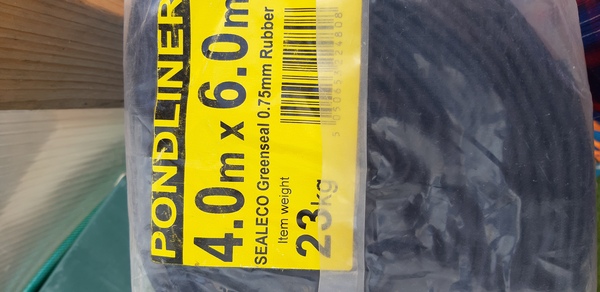 PONDLINER
4.0m x 6.0m
SEALECO Greenseal 0.75mm Rubber
Item weight
23kg